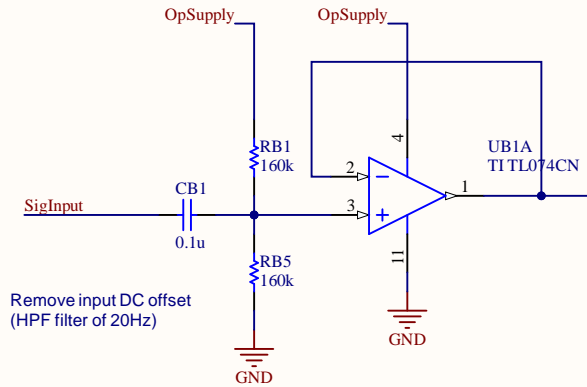 OpSupply
OpSupply
RB1
160k
4
UB1A
TI TL074CN
2
1
CB1
SigInput
3
0.1u
RB5
160k
11
Remove input DC offset
(HPF filter of 20Hz)
GND
GND